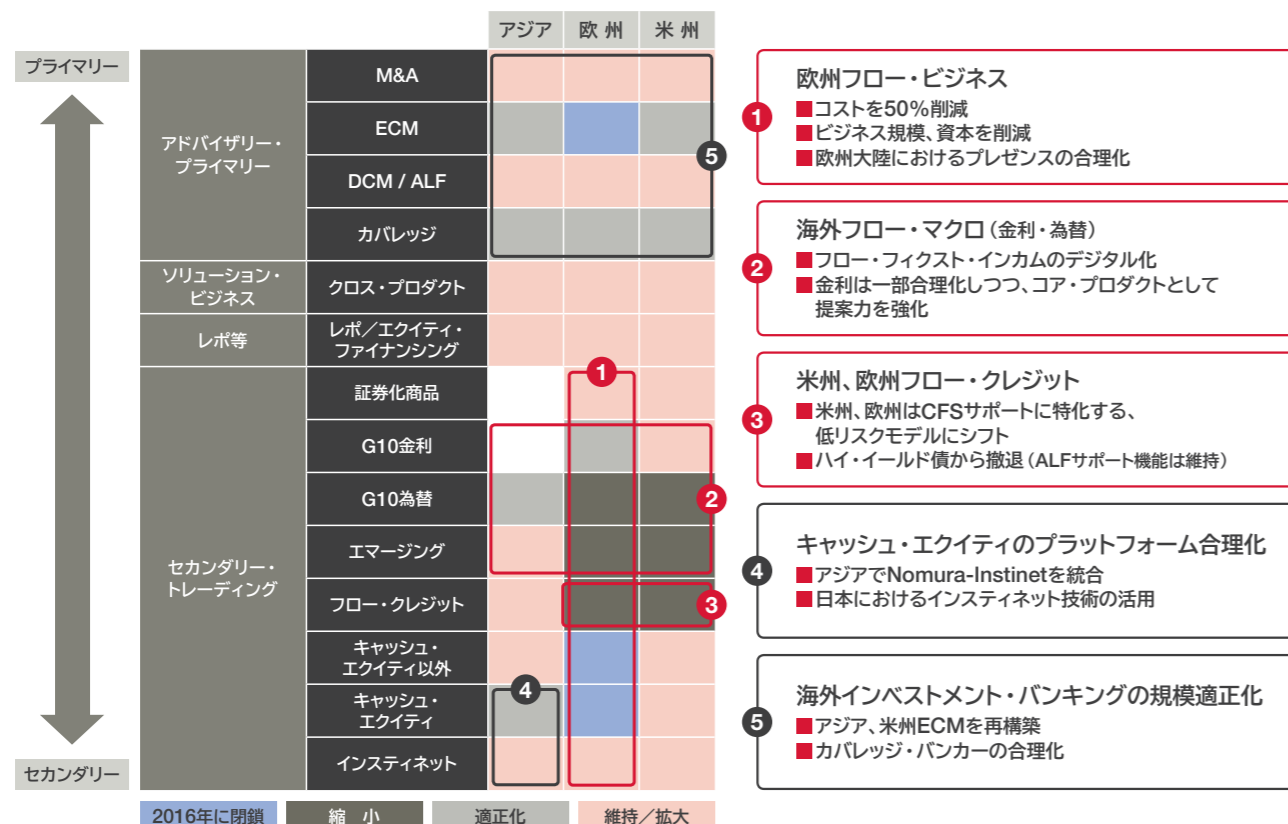 アジア
欧 州
米 州
プライマリー
セカンダリー
アドバイザリー・
プライマリー
M&A
ECM
DCM / ALF
カバレッジ
5
ソリューション・
ビジネス
クロス・プロダクト
レポ等
レポ／エクイティ・
ファイナンシング
セカンダリー・
トレーディング
証券化商品
1
G10金利
G10為替
2
エマージング
フロー・クレジット
3
キャッシュ・
エクイティ以外
キャッシュ・
エクイティ
4
インスティネット
2016年に閉鎖
縮 小
適正化
維持／拡大
1
欧州フロー・ビジネス
■コストを50％削減
■ビジネス規模、資本を削減
■欧州大陸におけるプレゼンスの合理化
2
海外フロー・マクロ（金利・為替）
■フロー・フィクスト・インカムのデジタル化
■金利は一部合理化しつつ、コア・プロダクトとして
提案力を強化
3
米州、欧州フロー・クレジット
■米州、欧州はCFSサポートに特化する、
低リスクモデルにシフト
■ハイ・イールド債から撤退（ALFサポート機能は維持）
4
キャッシュ・エクイティのプラットフォーム合理化
■アジアでNomura-Instinetを統合
■日本におけるインスティネット技術の活用
5
海外インベストメント・バンキングの規模適正化
■アジア、米州ECMを再構築
■カバレッジ・バンカーの合理化